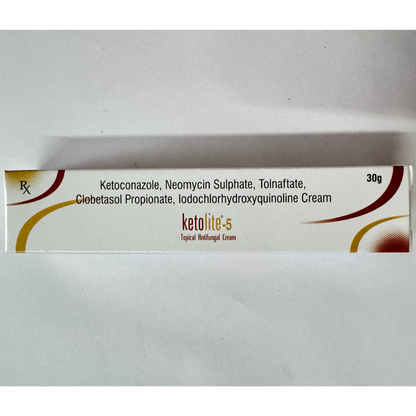 Rx
Ketoconazole, Neomycin Sulphate, Tolnaftate,
Clobetasol Propionate, Iodochlorhydroxyquinoline Cream
30g
ketolite®-5
Topical Antifungal Cream